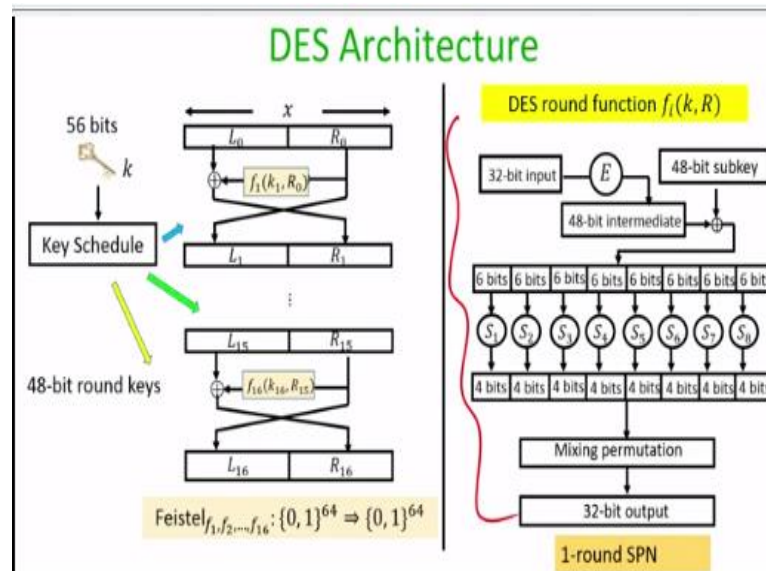 DES Architecture
56 bits
k
Key Schedule
48-bit round keys
x
L₀ R₀
⊕ f₁(k₁, R₀)
L₁ R₁
⋮
L₁₅ R₁₅
⊕ f₁₆(k₁₆, R₁₅)
L₁₆ R₁₆
Feistel_{f₁,f₂,...,f₁₆}: {0, 1}⁶⁴ ⇒ {0, 1}⁶⁴
DES round function fᵢ(k, R)
32-bit input E 48-bit subkey
48-bit intermediate ⊕
6 bits 6 bits 6 bits 6 bits 6 bits 6 bits 6 bits 6 bits
S₁ S₂ S₃ S₄ S₅ S₆ S₇ S₈
4 bits 4 bits 4 bits 4 bits 4 bits 4 bits 4 bits 4 bits
Mixing permutation
32-bit output
1-round SPN